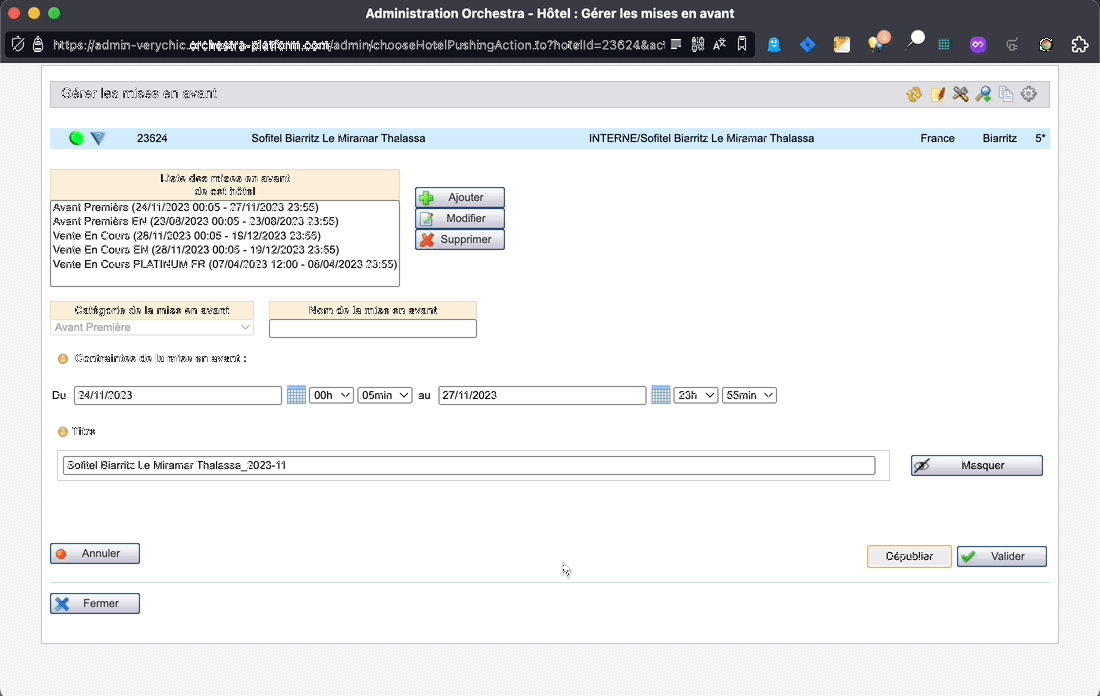 Administration Orchestra - Hôtel : Gérer les mises en avant
https://admin-verychic.orchestra-platform.com/admin/chooseHotelPushingAction.to?hotelId=23624&act
4
Gérer les mises en avant
23624 Sofitel Biarritz Le Miramar Thalassa INTERNE/Sofitel Biarritz Le Miramar Thalassa France Biarritz 5*
Liste des mises en avant
de cet hôtel
Avant Première (24/11/2023 00:05 - 27/11/2023 23:55)
Avant Première EN (23/08/2023 00:05 - 23/08/2023 23:55)
Vente En Cours (28/11/2023 00:05 - 19/12/2023 23:55)
Vente En Cours EN (28/11/2023 00:05 - 19/12/2023 23:55)
Vente En Cours PLATINUM FR (07/04/2023 12:00 - 08/04/2023 23:55)
Ajouter
Modifier
Supprimer
Catégorie de la mise en avant Nom de la mise en avant
Avant Première
Contraintes de la mise en avant :
Du 24/11/2023 00h 05min au 27/11/2023 23h 55min
Titre
Sofitel Biarritz Le Miramar Thalassa_2023-11 Masquer
Annuler Dépublier Valider
Fermer